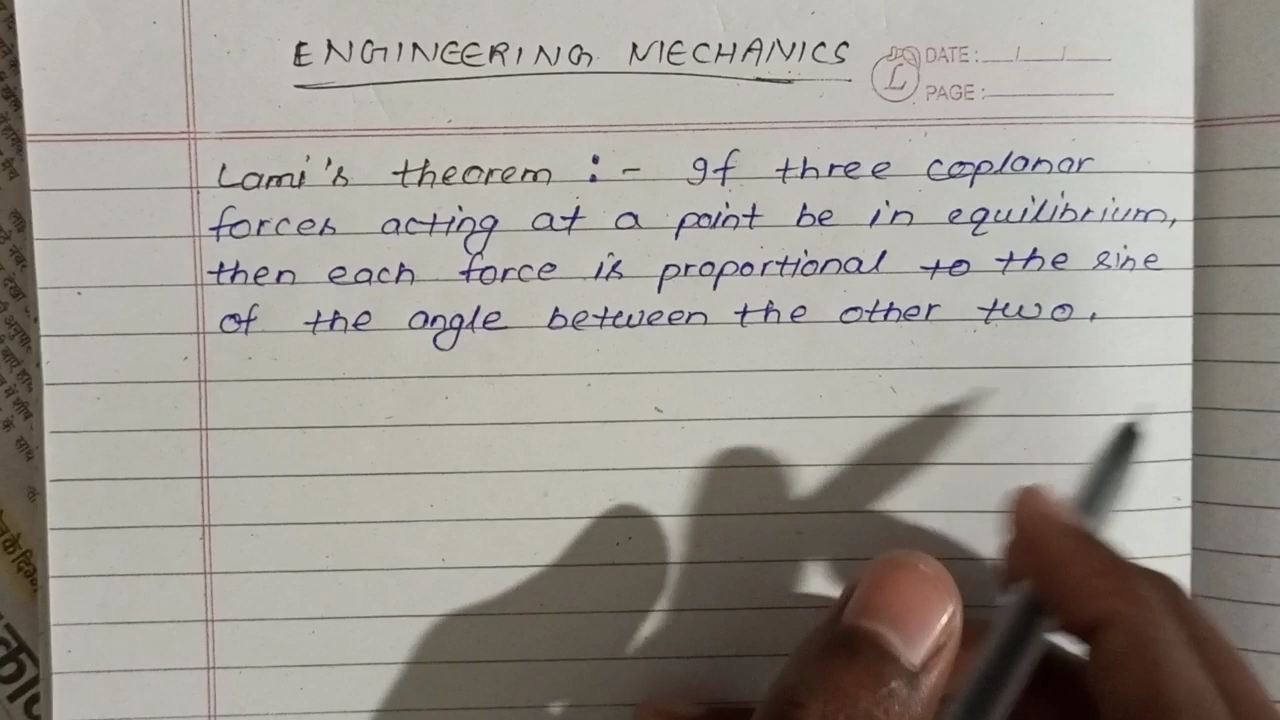 ENGINEERING MECHANICS
DATE:
PAGE:
L
Lami's theorem :- If three coplanar
forces acting at a point be in equilibrium,
then each force is proportional to the sine
of the angle between the other two.